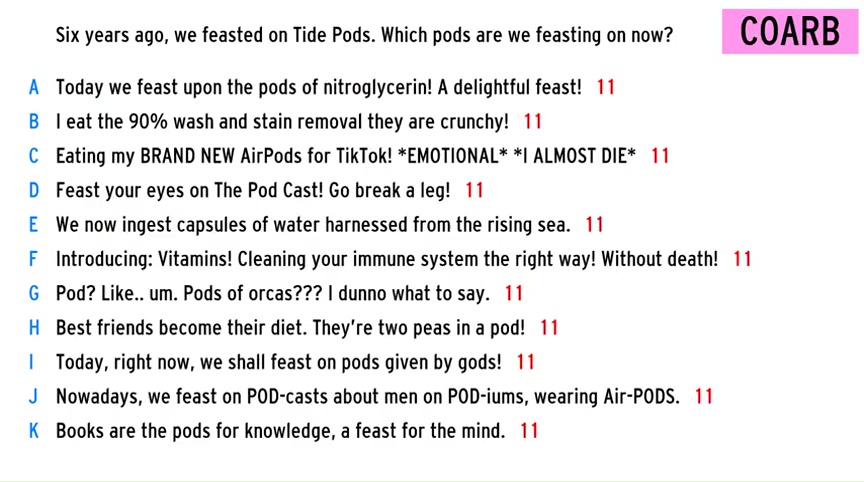 Six years ago, we feasted on Tide Pods. Which pods are we feasting on now?
COARB
A Today we feast upon the pods of nitroglycerin! A delightful feast! 11
B I eat the 90% wash and stain removal they are crunchy! 11
C Eating my BRAND NEW AirPods for TikTok! *EMOTIONAL* *I ALMOST DIE* 11
D Feast your eyes on The Pod Cast! Go break a leg! 11
E We now ingest capsules of water harnessed from the rising sea. 11
F Introducing: Vitamins! Cleaning your immune system the right way! Without death! 11
G Pod? Like.. um. Pods of orcas??? I dunno what to say. 11
H Best friends become their diet. They're two peas in a pod! 11
I Today, right now, we shall feast on pods given by gods! 11
J Nowadays, we feast on POD-casts about men on POD-iums, wearing Air-PODS. 11
K Books are the pods for knowledge, a feast for the mind. 11